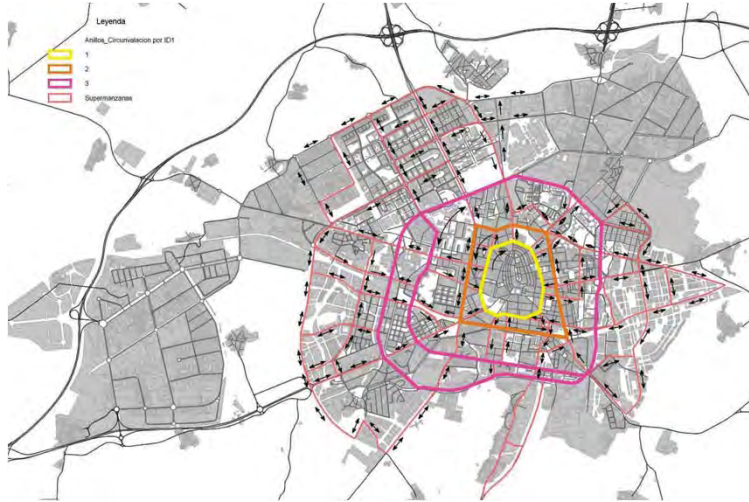 Leyenda
Anillos_Circunvalacion por ID1
1
2
3
Supermanzanas